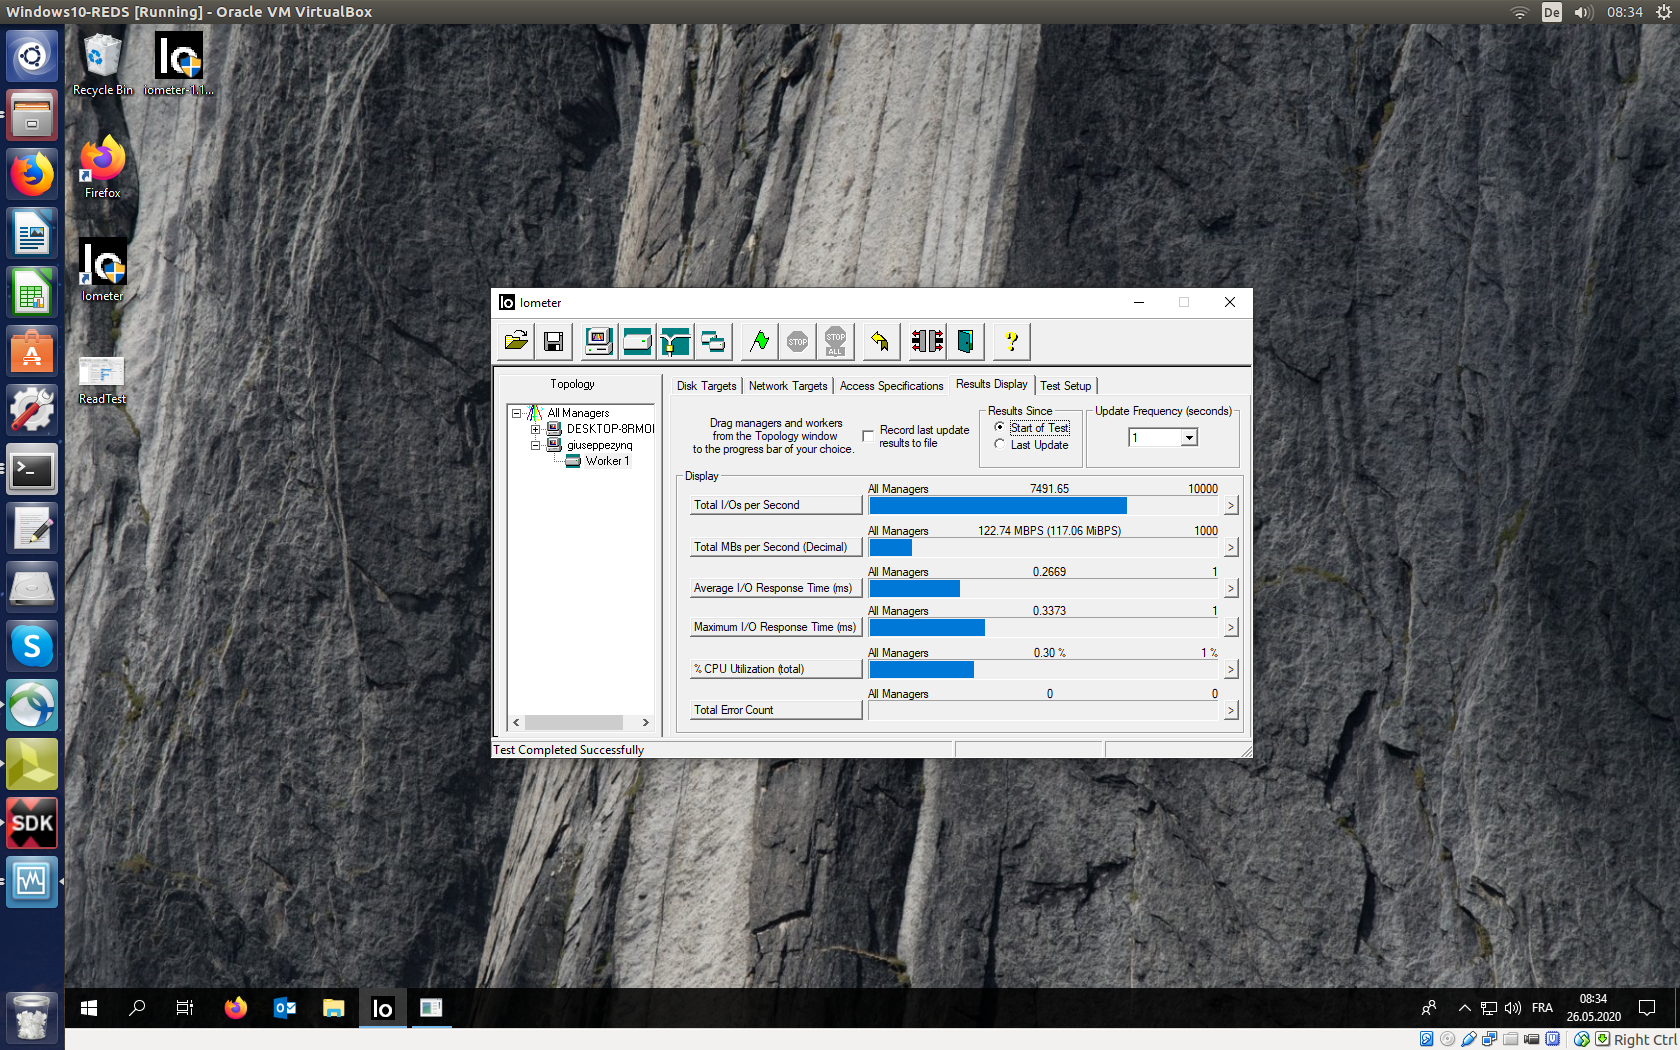 Windows10-REDS [Running] - Oracle VM VirtualBox
De
08:34
Recycle Bin
iometer-1.1...
Firefox
Iometer
ReadTest
SDK
Iometer
STOP
STOP
ALL
?
Topology
All Managers
DESKTOP-8RMO
giuseppezynq
Worker 1
Disk Targets
Network Targets
Access Specifications
Results Display
Test Setup
Drag managers and workers
from the Topology window
to the progress bar of your choice.
Record last update
results to file
Results Since
Start of Test
Last Update
Update Frequency (seconds)
1
Display
All Managers 7491.65 10000
Total I/Os per Second >
All Managers 122.74 MBPS (117.06 MiBPS) 1000
Total MBs per Second (Decimal) >
All Managers 0.2669 1
Average I/O Response Time (ms) >
All Managers 0.3373 1
Maximum I/O Response Time (ms) >
All Managers 0.30 % 1 %
% CPU Utilization (total) >
All Managers 0 0
Total Error Count >
Test Completed Successfully
FRA
08:34
26.05.2020
Right Ctrl